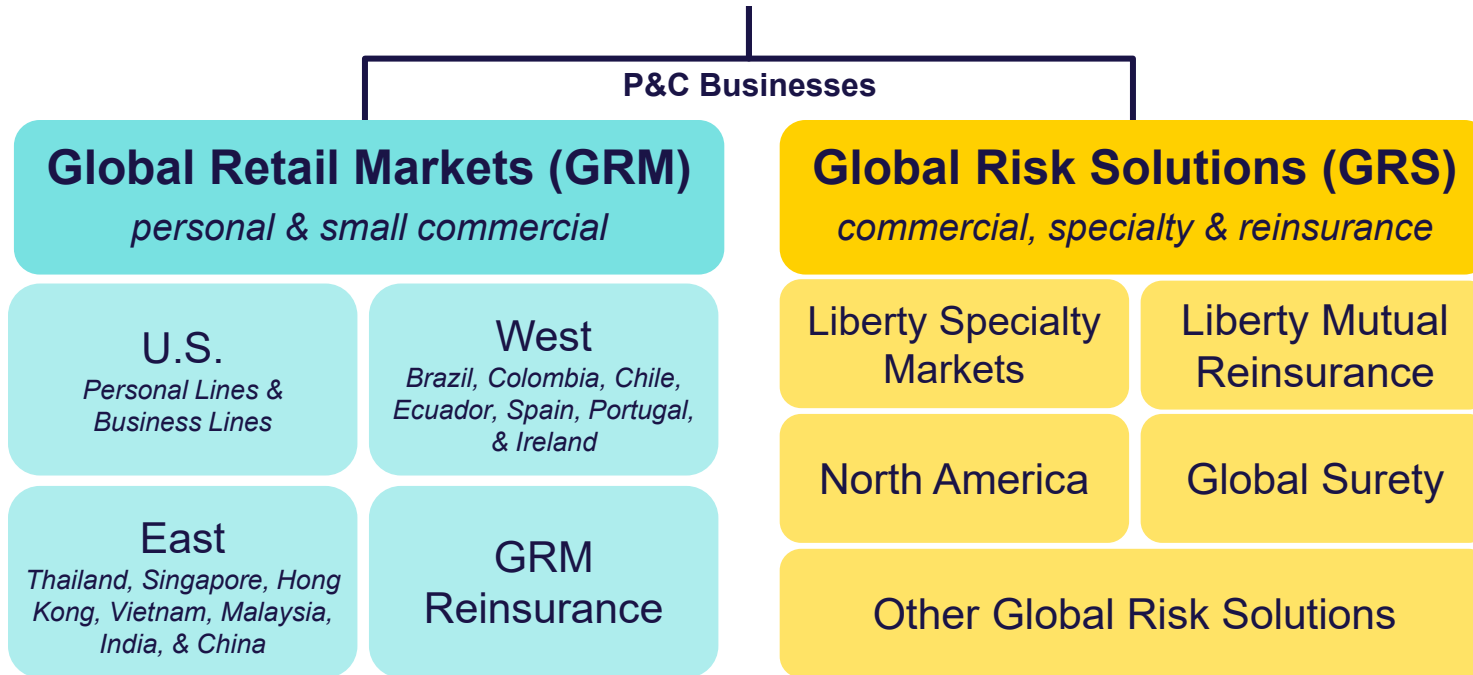 P&C Businesses
Global Retail Markets (GRM)
personal & small commercial
U.S.
Personal Lines &
Business Lines
West
Brazil, Colombia, Chile,
Ecuador, Spain, Portugal,
& Ireland
East
Thailand, Singapore, Hong
Kong, Vietnam, Malaysia,
India, & China
GRM
Reinsurance
Global Risk Solutions (GRS)
commercial, specialty & reinsurance
Liberty Specialty
Markets
Liberty Mutual
Reinsurance
North America
Global Surety
Other Global Risk Solutions